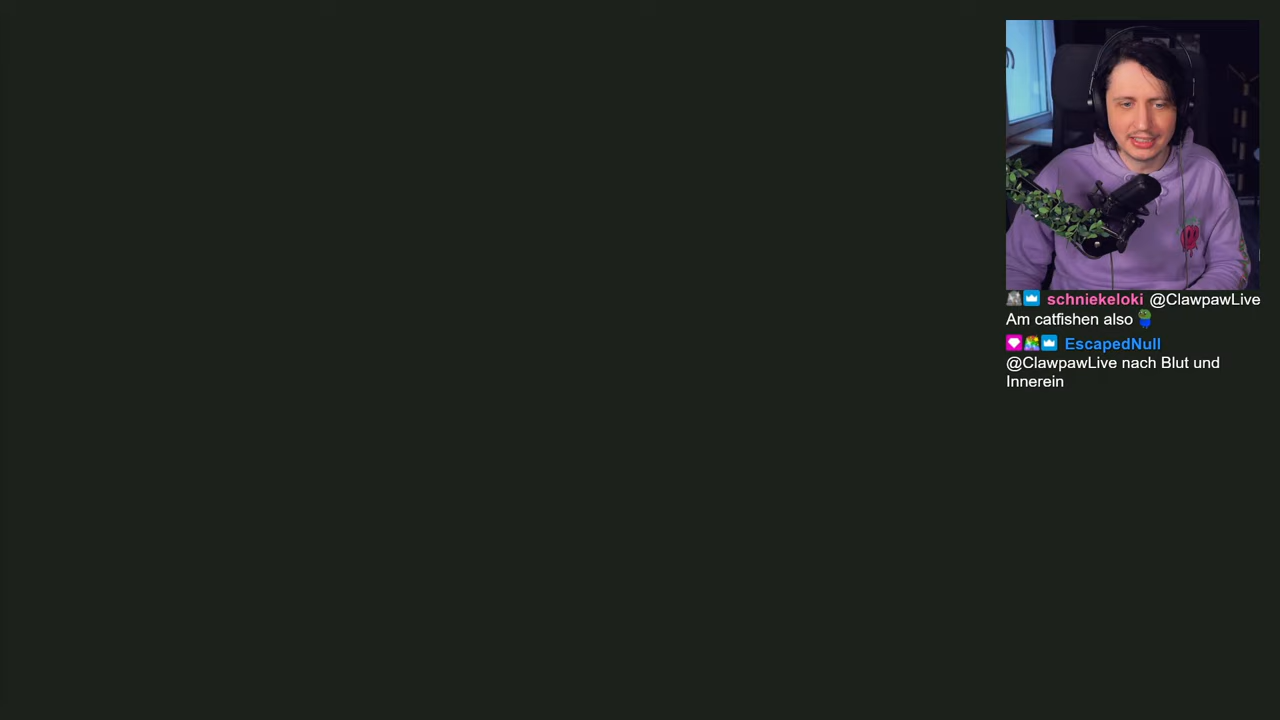 schniekeloki @ClawpawLive
Am catfishen also
EscapedNull
@ClawpawLive nach Blut und
Innerein